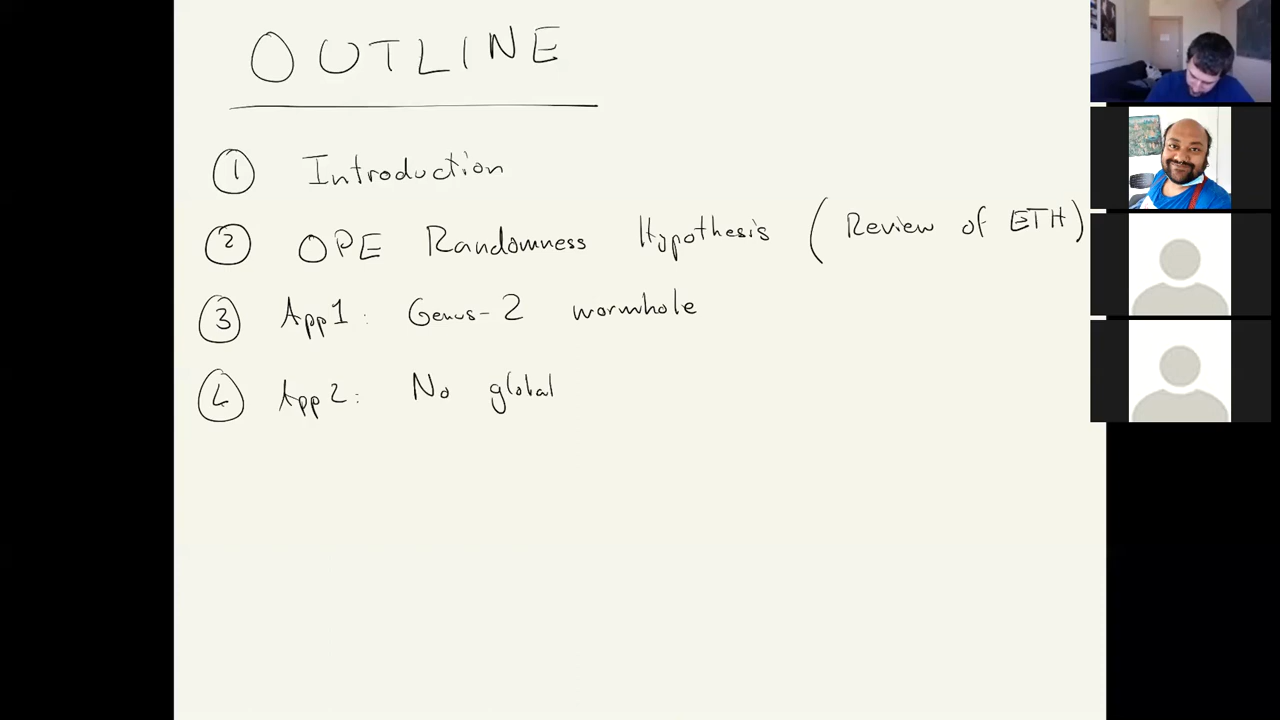 OUTLINE
1 Introduction
2 OPE Randomness Hypothesis (Review of ETH)
3 App1: Genus-2 wormhole
4 App2: No global